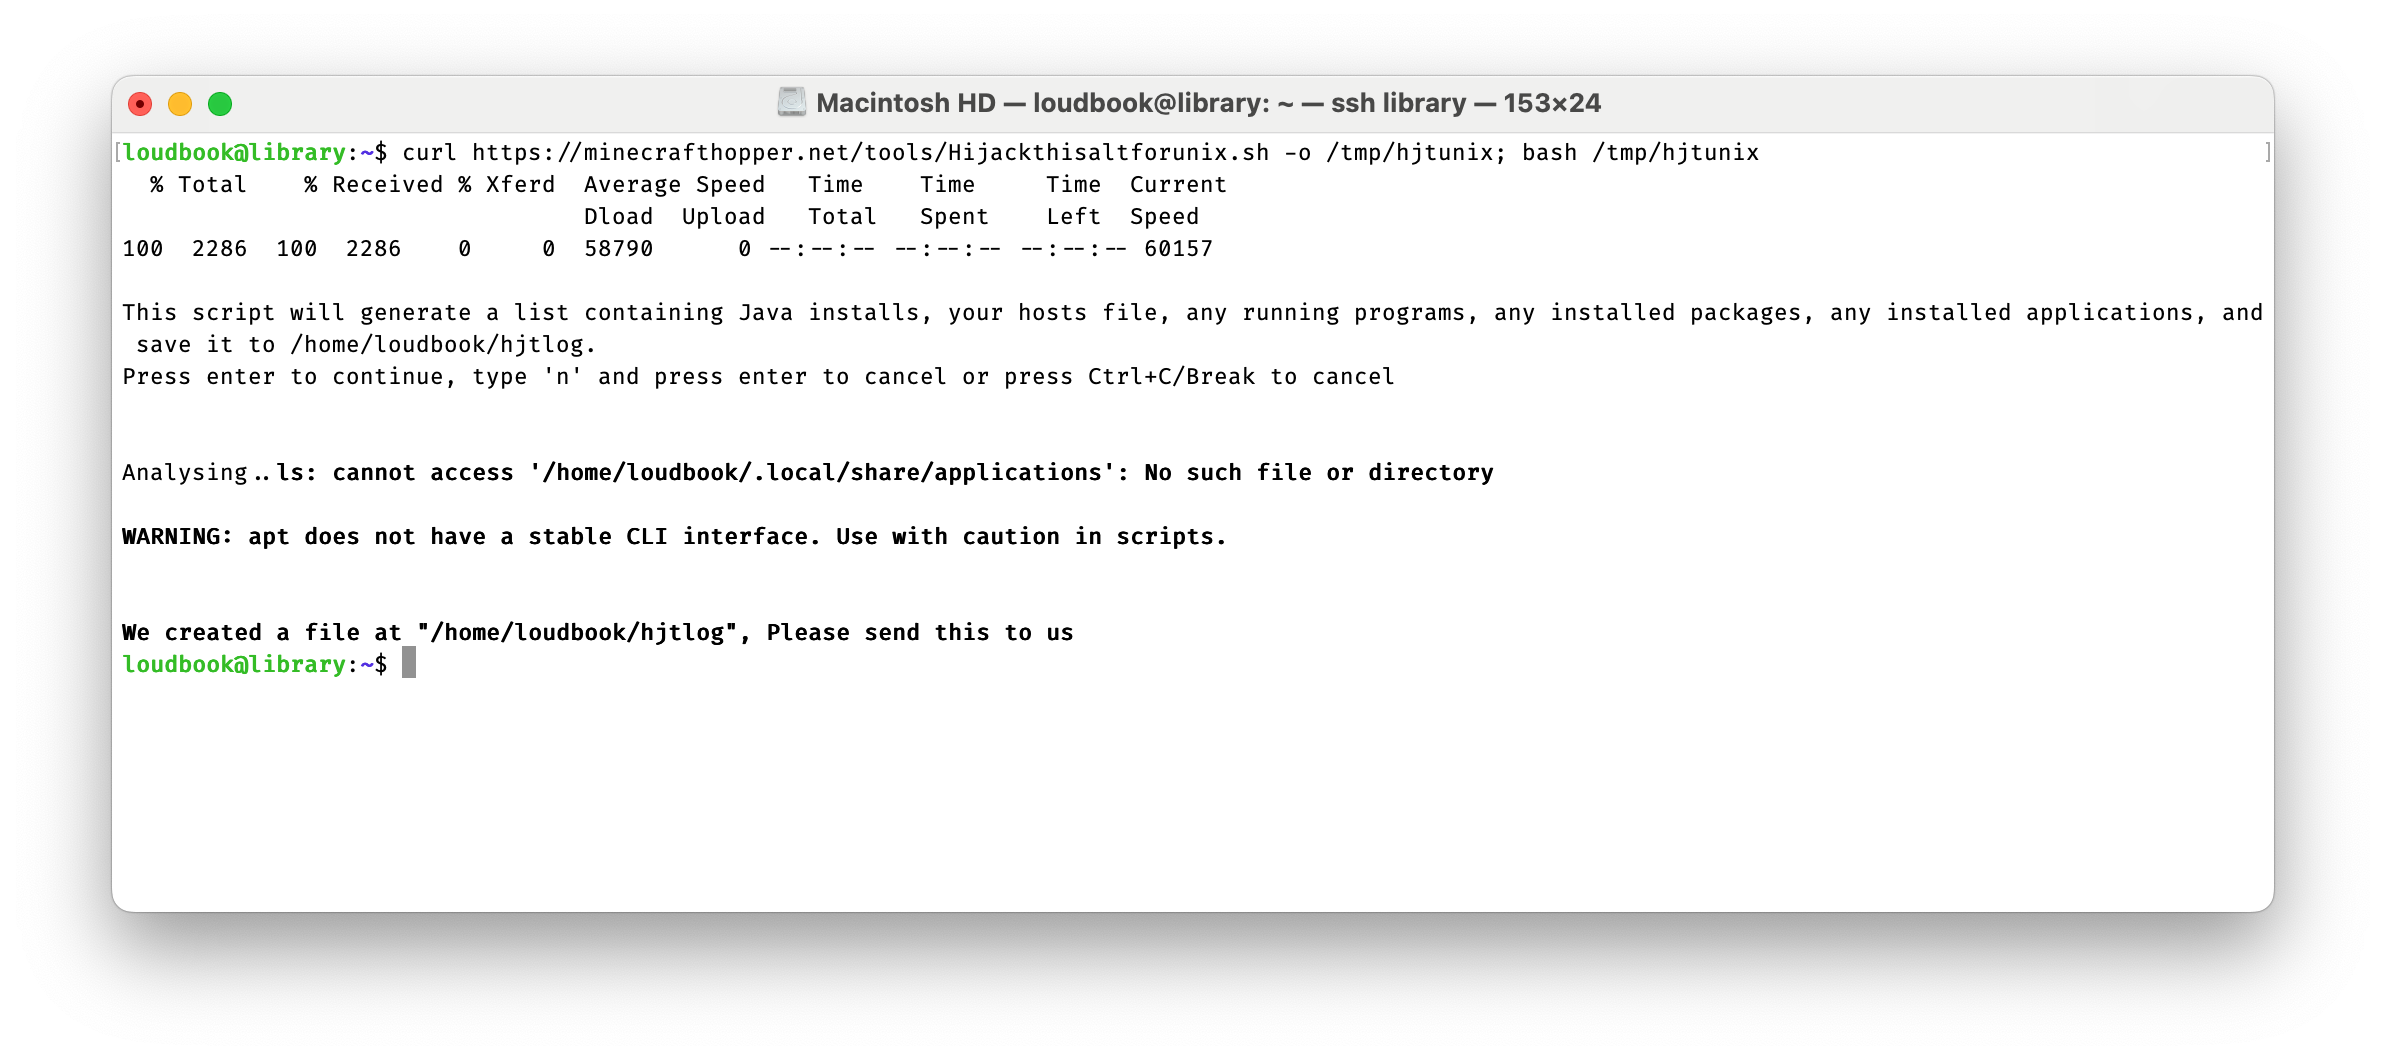 Macintosh HD — loudbook@library: ~ — ssh library — 153×24
[loudbook@library:~$ curl https://minecrafthopper.net/tools/Hijackthisaltforunix.sh -o /tmp/hjtunix; bash /tmp/hjtunix ]
  % Total    % Received % Xferd  Average Speed   Time    Time     Time  Current
                                 Dload  Upload   Total   Spent    Left  Speed
100  2286  100  2286    0     0  58790      0 --:--:-- --:--:-- --:--:-- 60157
This script will generate a list containing Java installs, your hosts file, any running programs, any installed packages, any installed applications, and
 save it to /home/loudbook/hjtlog.
Press enter to continue, type 'n' and press enter to cancel or press Ctrl+C/Break to cancel
Analysing..ls: cannot access '/home/loudbook/.local/share/applications': No such file or directory
WARNING: apt does not have a stable CLI interface. Use with caution in scripts.
We created a file at "/home/loudbook/hjtlog", Please send this to us
loudbook@library:~$